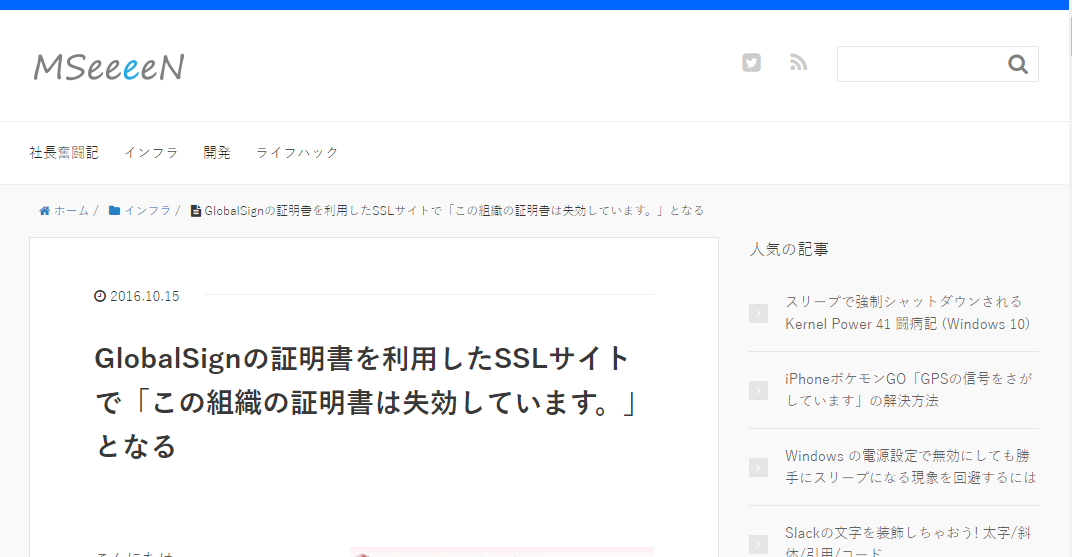 MSeeeeN
社長奮闘記 インフラ 開発 ライフハック
ホーム / インフラ / GlobalSignの証明書を利用したSSLサイトで「この組織の証明書は失効しています。」となる
2016.10.15
GlobalSignの証明書を利用したSSLサイト
で「この組織の証明書は失効しています。」
となる
人気の記事
スリープで強制シャットダウンされる
Kernel Power 41 闘病記 (Windows 10)
iPhoneポケモンGO「GPSの信号をさが
しています」の解決方法
Windows の電源設定で無効にしても勝
手にスリープになる現象を回避するには
Slackの文字を装飾しちゃおう! 太字/斜
体/引用/コード